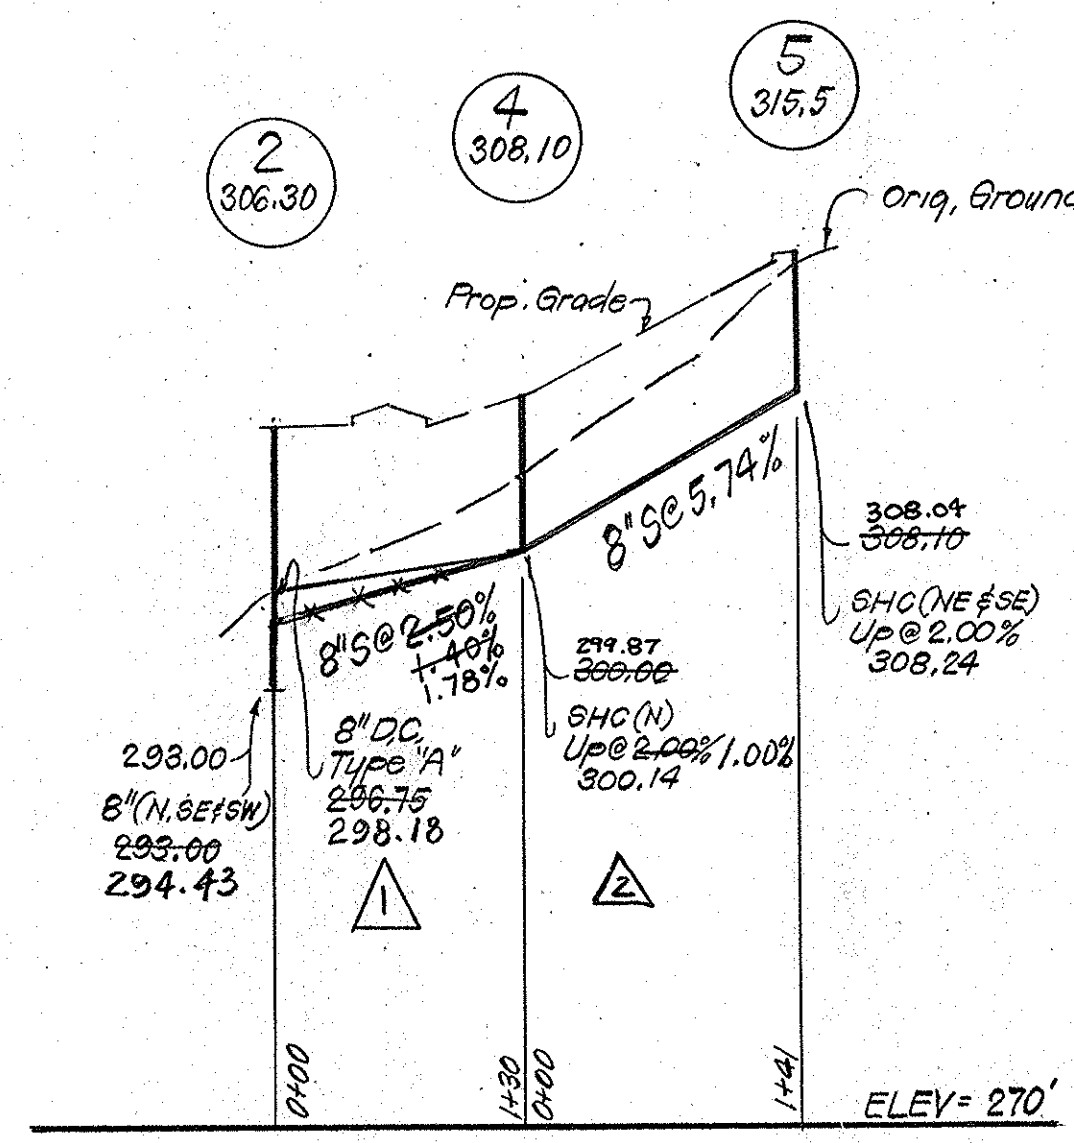 2
306.30
4
308.10
5
315.5
Orig. Ground
Prop. Grade
8"S@5.74%
8"S@ 2.50%
1.40%
1.78%
308.04
308.10
SHC (NE & SE)
Up @ 2.00%
308.24
299.87
300.00
SHC (N)
Up@ 2.00% 1.00%
300.14
293.00
8"(N, SE & SW)
293.00
294.43
8" D.C.
Type "A"
296.75
298.18
1
2
0+00
1+30
0+00
1+41
ELEV = 270'